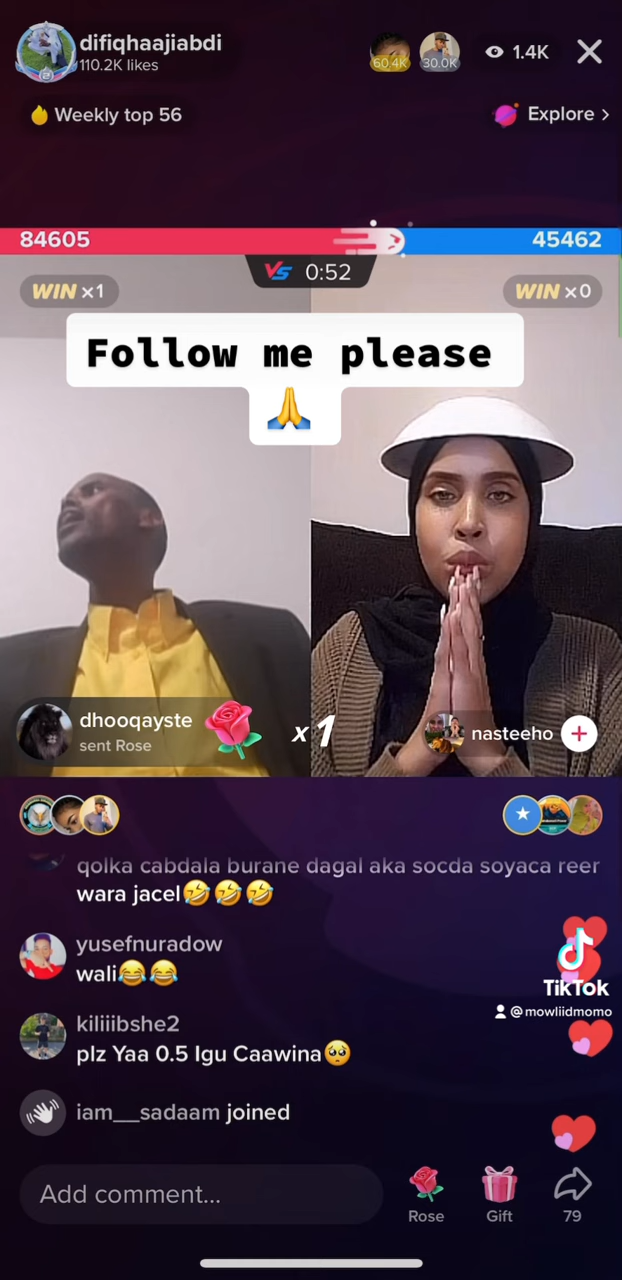 difiqhaajiabdi
110.2K likes
60.4K
30.0K
1.4K
Weekly top 56
Explore >
84605
45462
VS 0:52
WIN x1
WIN x0
Follow me please
🙏
dhooqayste
sent Rose
x 1
nasteeho
qolka cabdala burane dagal aka socda soyaca reer
wara jacel🤣🤣🤣
yusefnuradow
wali😂😂
kiliiibshe2
plz Yaa 0.5 Igu Caawina🥺
iam__sadaam joined
TikTok
@mowliidmomo
Add comment...
Rose
Gift
79